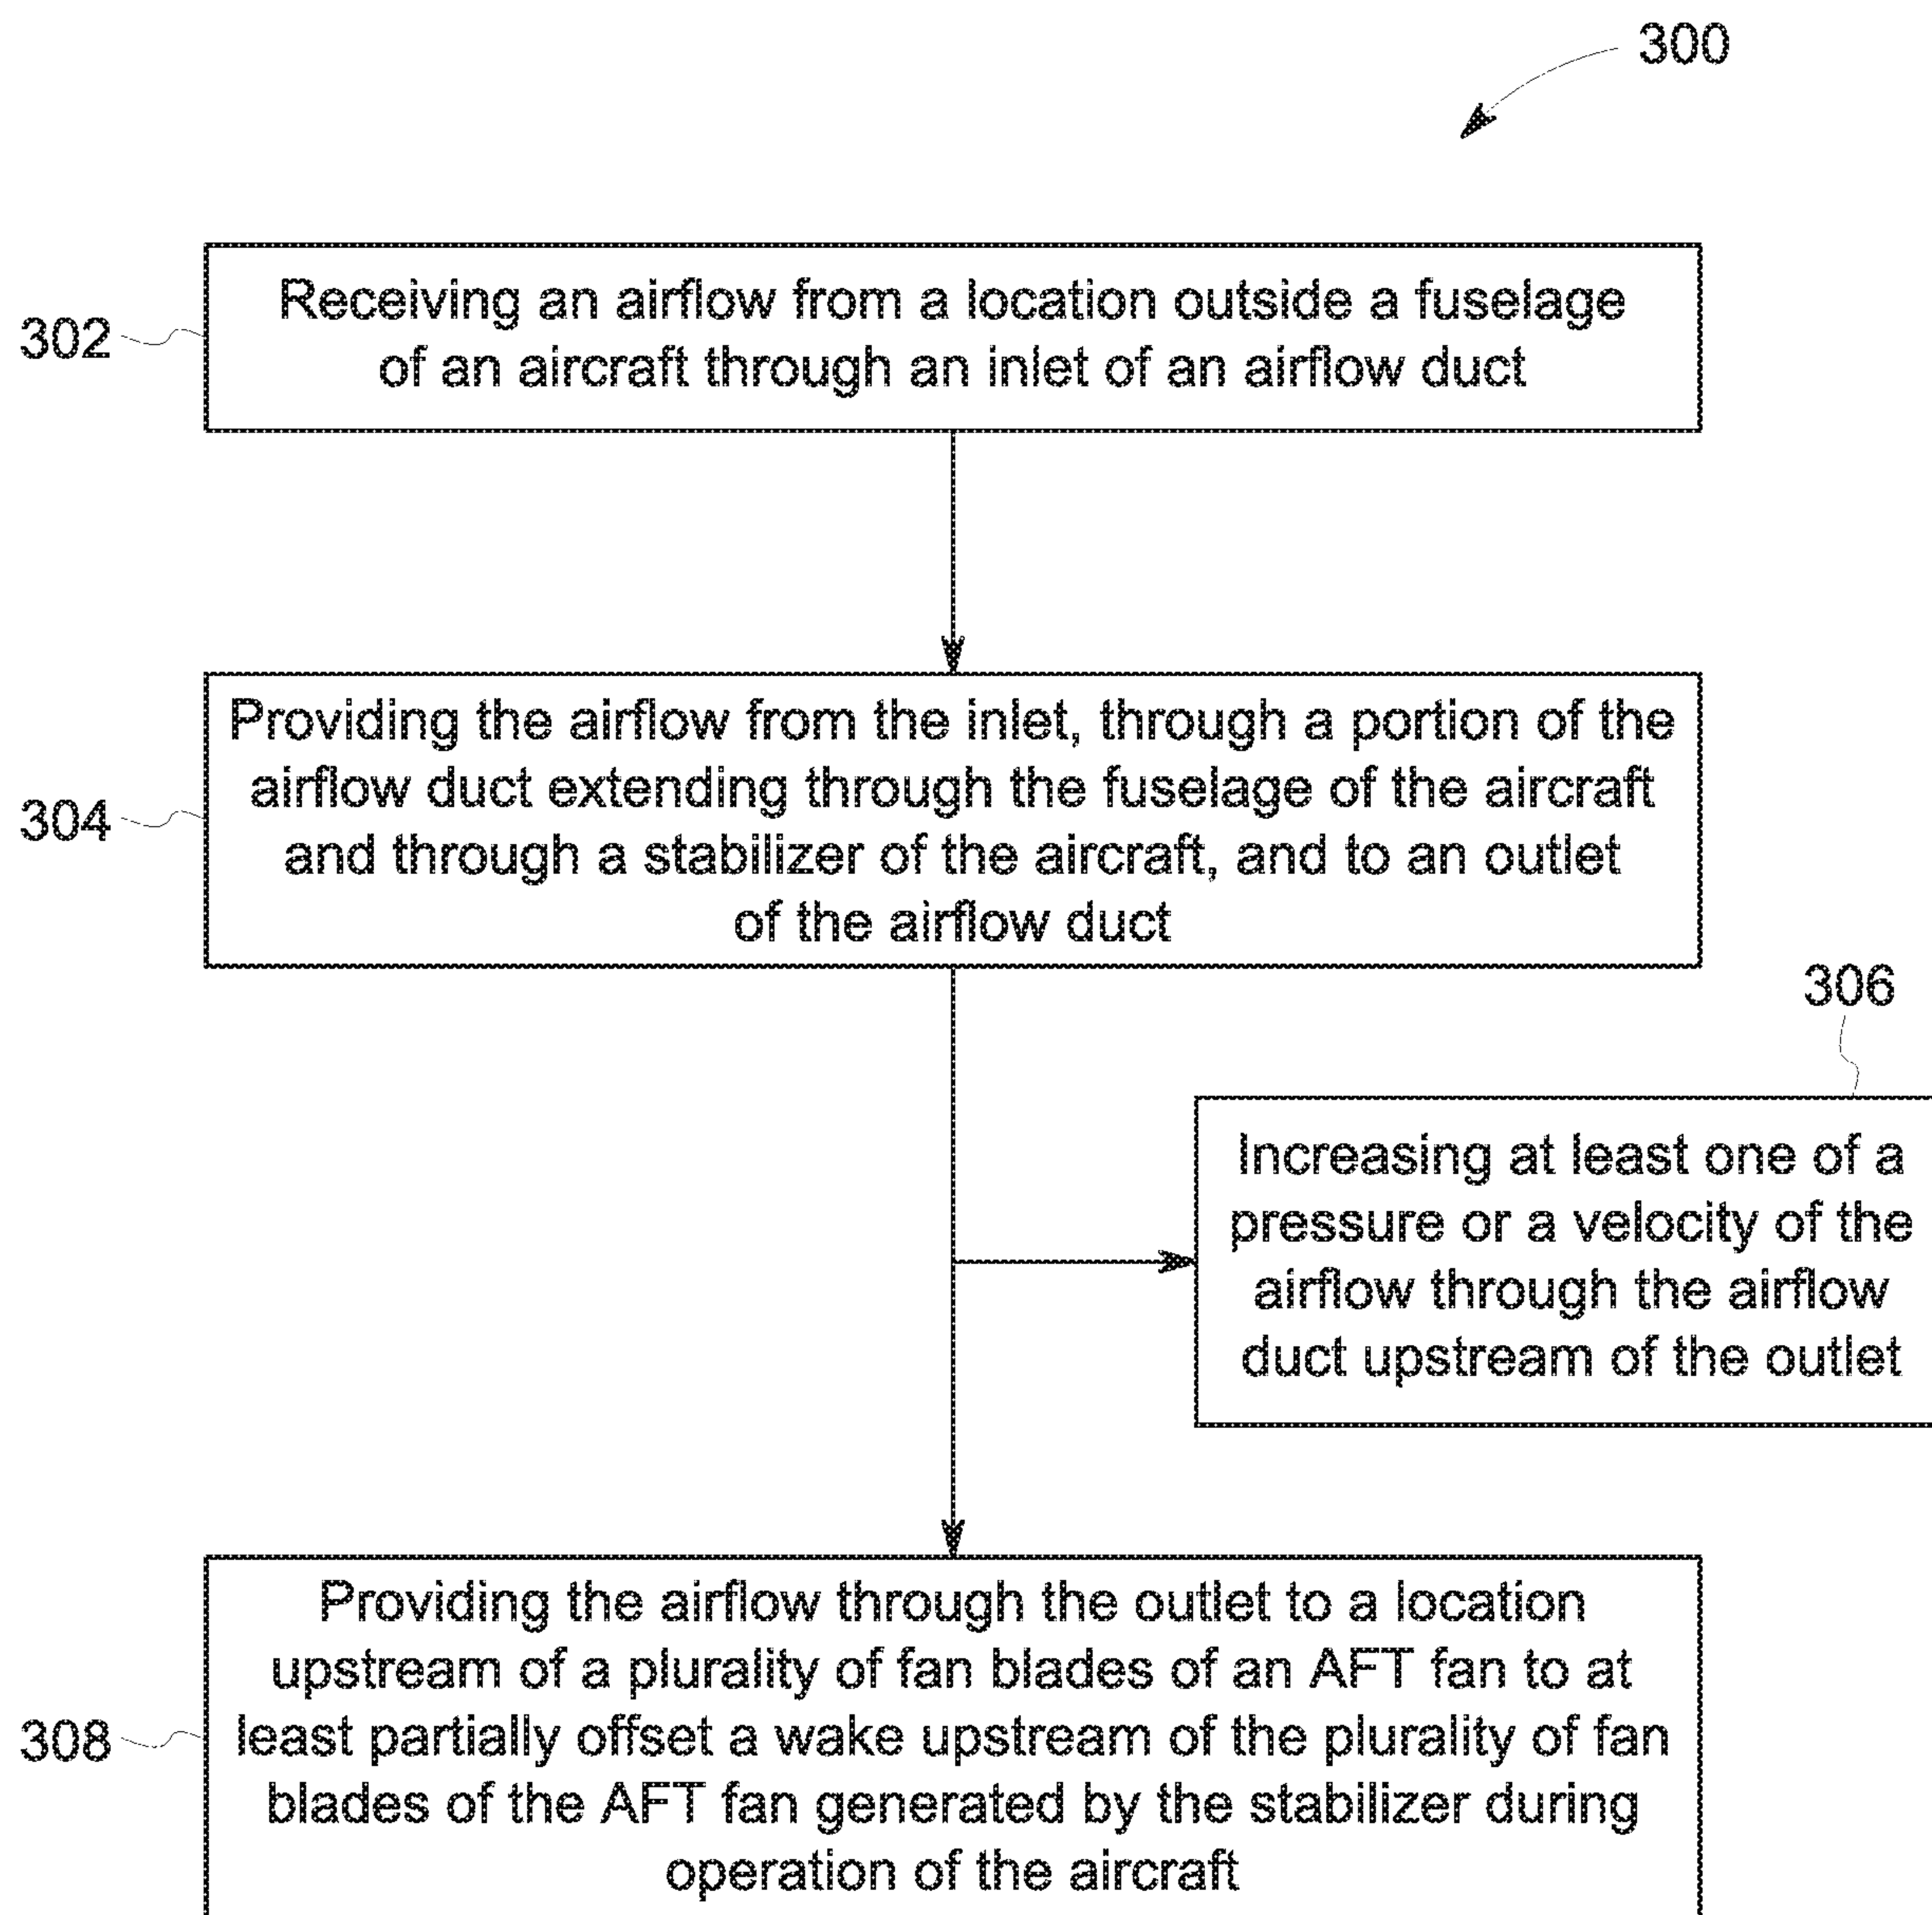 300
302
Receiving an airflow from a location outside a fuselage
of an aircraft through an inlet of an airflow duct
304
Providing the airflow from the inlet, through a portion of the
airflow duct extending through the fuselage of the aircraft
and through a stabilizer of the aircraft, and to an outlet
of the airflow duct
306
Increasing at least one of a
pressure or a velocity of the
airflow through the airflow
duct upstream of the outlet
308
Providing the airflow through the outlet to a location
upstream of a plurality of fan blades of an AFT fan to at
least partially offset a wake upstream of the plurality of fan
blades of the AFT fan generated by the stabilizer during
operation of the aircraft